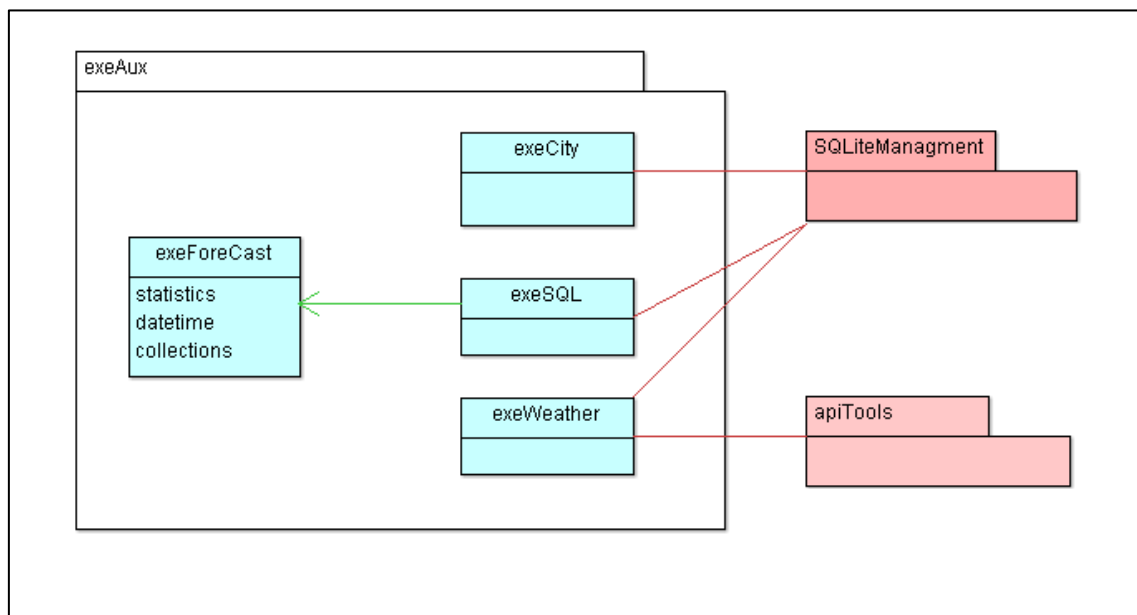 exeAux
exeCity
SQLiteManagment
exeForeCast
statistics
datetime
collections
exeSQL
exeWeather
apiTools